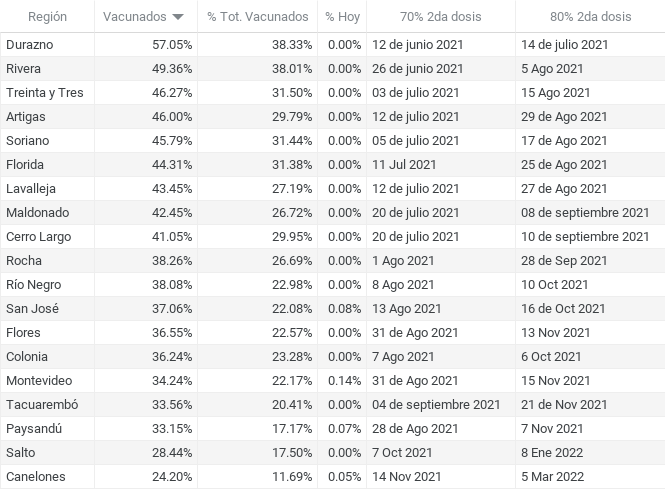 Región Vacunados % Tot. Vacunados % Hoy 70% 2da dosis 80% 2da dosis
Durazno 57.05% 38.33% 0.00% 12 de junio 2021 14 de julio 2021
Rivera 49.36% 38.01% 0.00% 26 de junio 2021 5 Ago 2021
Treinta y Tres 46.27% 31.50% 0.00% 03 de julio 2021 15 Ago 2021
Artigas 46.00% 29.79% 0.00% 12 de julio 2021 29 de Ago 2021
Soriano 45.79% 31.44% 0.00% 05 de julio 2021 17 de Ago 2021
Florida 44.31% 31.38% 0.00% 11 Jul 2021 25 de Ago 2021
Lavalleja 43.45% 27.19% 0.00% 12 de julio 2021 27 de Ago 2021
Maldonado 42.45% 26.72% 0.00% 20 de julio 2021 08 de septiembre 2021
Cerro Largo 41.05% 29.95% 0.00% 20 de julio 2021 10 de septiembre 2021
Rocha 38.26% 26.69% 0.00% 1 Ago 2021 28 de Sep 2021
Río Negro 38.08% 22.98% 0.00% 8 Ago 2021 10 Oct 2021
San José 37.06% 22.08% 0.08% 13 Ago 2021 16 de Oct 2021
Flores 36.55% 22.57% 0.00% 31 de Ago 2021 13 Nov 2021
Colonia 36.24% 23.28% 0.00% 7 Ago 2021 6 Oct 2021
Montevideo 34.24% 22.17% 0.14% 31 de Ago 2021 15 Nov 2021
Tacuarembó 33.56% 20.41% 0.00% 04 de septiembre 2021 21 de Nov 2021
Paysandú 33.15% 17.17% 0.07% 28 de Ago 2021 7 Nov 2021
Salto 28.44% 17.50% 0.00% 7 Oct 2021 8 Ene 2022
Canelones 24.20% 11.69% 0.05% 14 Nov 2021 5 Mar 2022